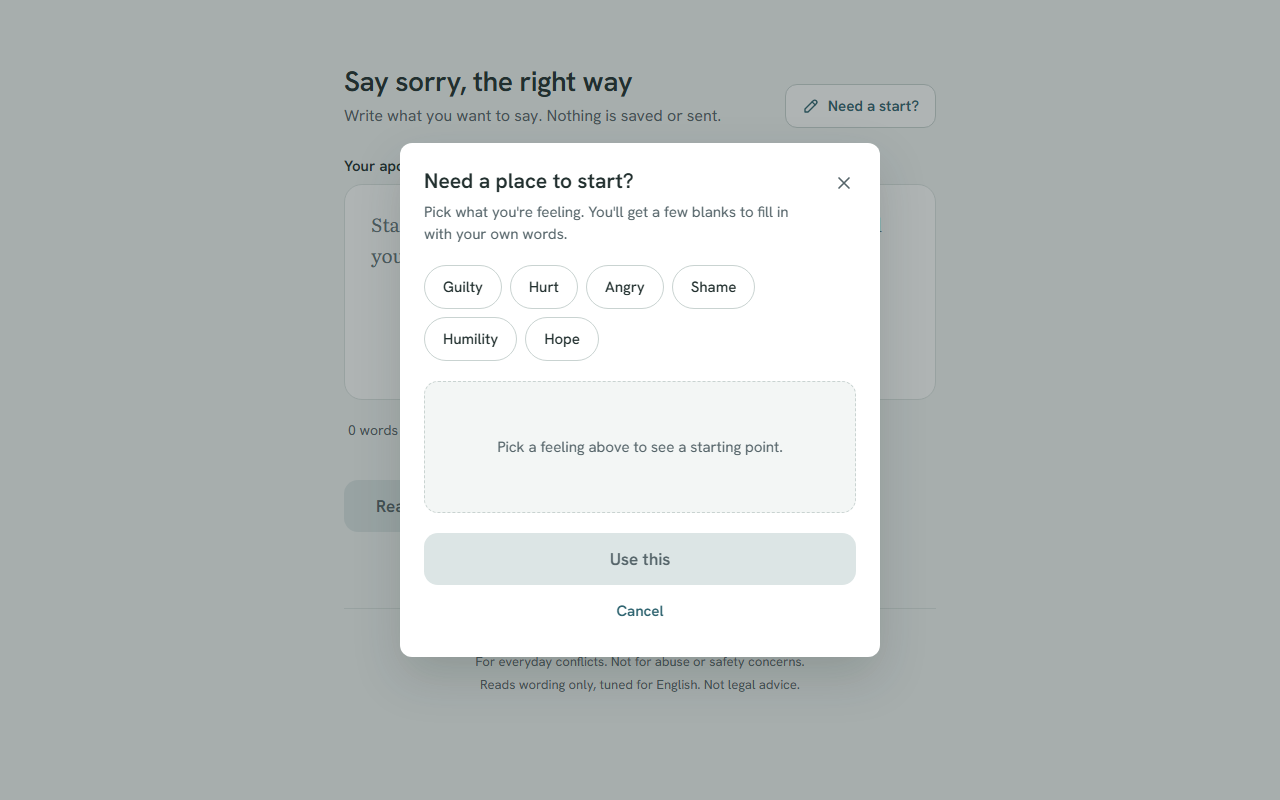 Say sorry, the right way
Write what you want to say. Nothing is saved or sent.
Need a start?
Your
Need a place to start?
Pick what you're feeling. You'll get a few blanks to fill in
with your own words.
Guilty
Hurt
Angry
Shame
Humility
Hope
Pick a feeling above to see a starting point.
0 words
Use this
Cancel
For everyday conflicts. Not for abuse or safety concerns.
Reads wording only, tuned for English. Not legal advice.